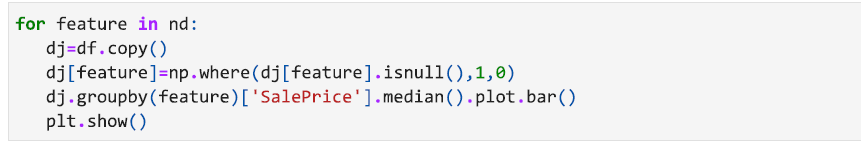 for feature in nd:
dj=df.copy()
dj[feature]=np.where(dj[feature].isnull(),1,0)
dj.groupby(feature)['SalePrice'].median().plot.bar()
plt.show()